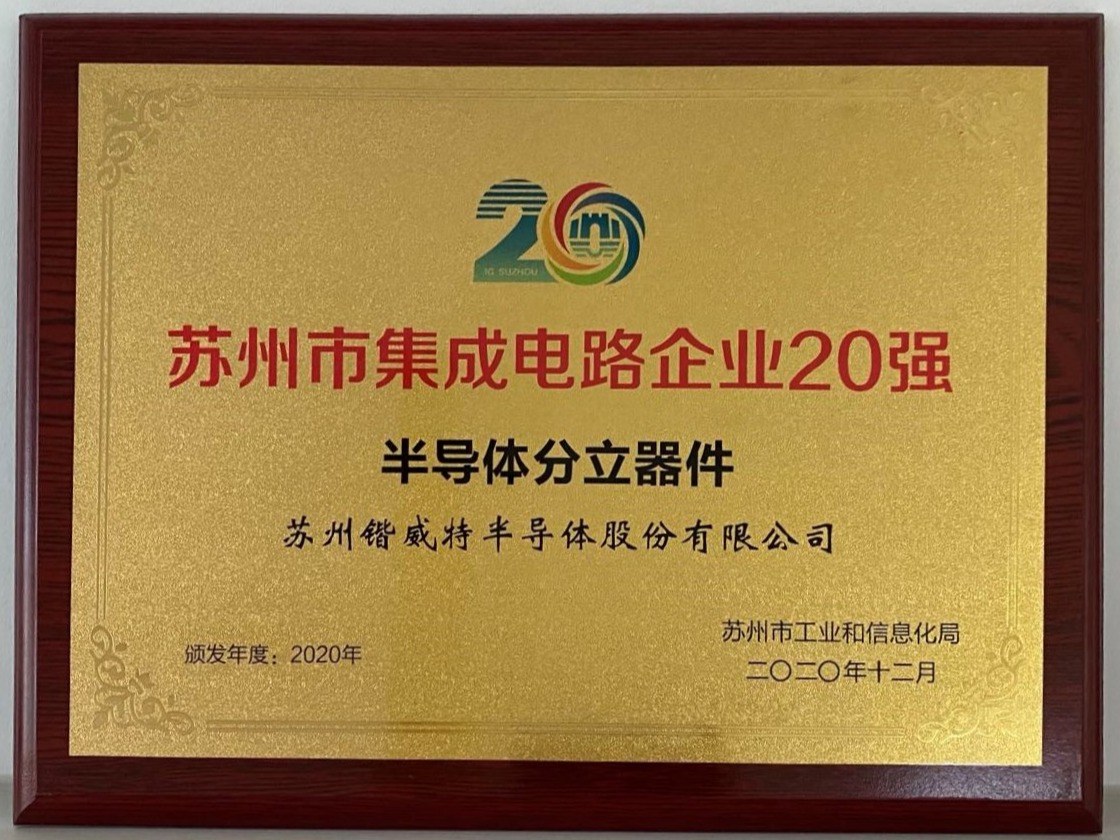 20
IC SUZHOU
苏州市集成电路企业20强
半导体分立器件
苏州锴威特半导体股份有限公司
颁发年度：2020年
苏州市工业和信息化局
二〇二〇年十二月